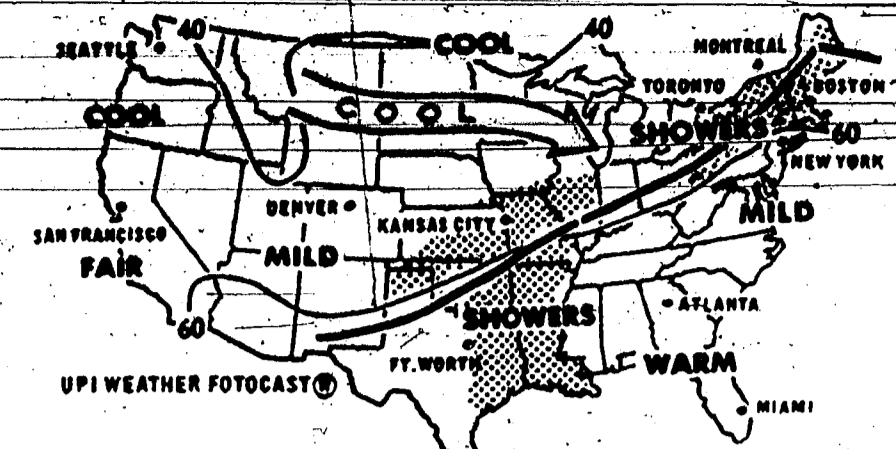 40
COOL
40
SEATTLE
MONTREAL
TORONTO
BOSTON
COOL
COOL
SHOWERS
60
NEW YORK
DENVER
KANSAS CITY
MILD
SAN FRANCISCO
FAIR
MILD
60
SHOWERS
ATLANTA
FT. WORTH
WARM
UPI WEATHER FOTOCAST ®
MIAMI